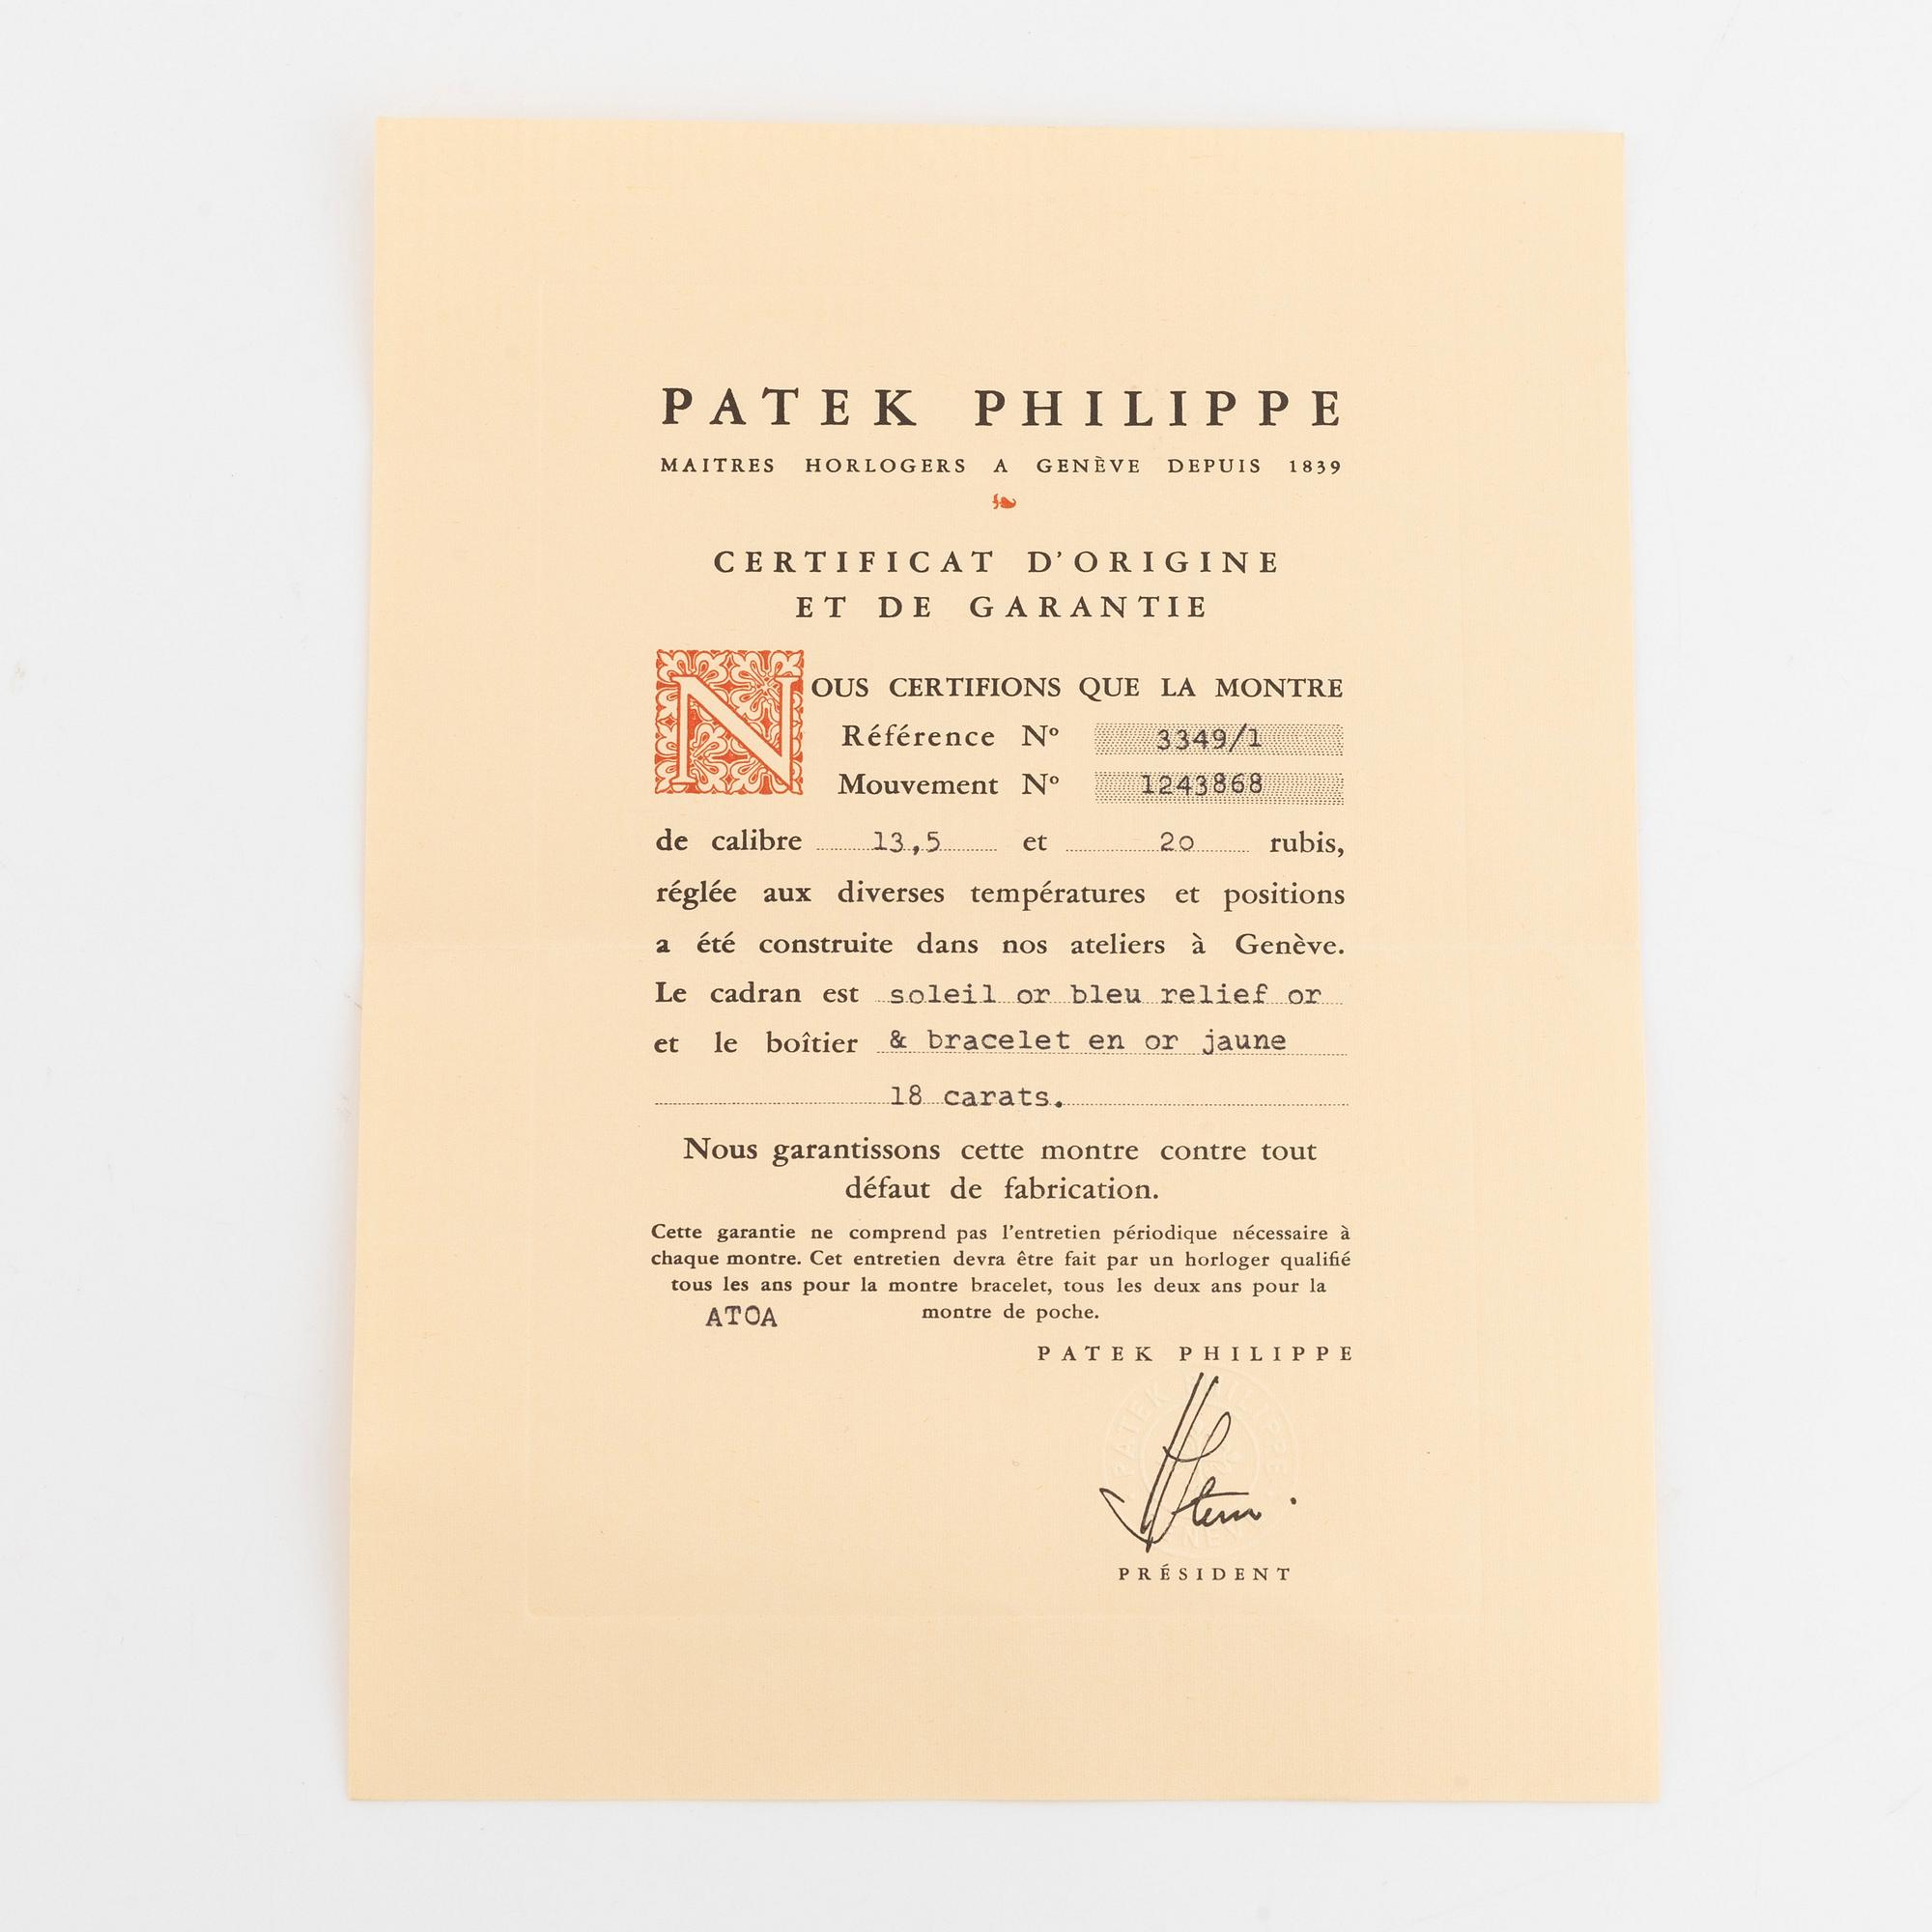 PATEK PHILIPPE
MAITRES HORLOGERS A GENÈVE DEPUIS 1839
CERTIFICAT D'ORIGINE
ET DE GARANTIE
NOUS CERTIFIONS QUE LA MONTRE
Référence Nº 3349/1
Mouvement Nº 1243868
de calibre 13,5 et 20 rubis,
réglée aux diverses températures et positions
a été construite dans nos ateliers à Genève.
Le cadran est soleil or bleu relief or
et le boîtier & bracelet en or jaune
18 carats.
Nous garantissons cette montre contre tout
défaut de fabrication.
Cette garantie ne comprend pas l'entretien périodique nécessaire à
chaque montre. Cet entretien devra être fait par un horloger qualifié
tous les ans pour la montre bracelet, tous les deux ans pour la
montre de poche.
ATOA
PATEK PHILIPPE
PATEK PHILIPPE
HStern.
PRÉSIDENT